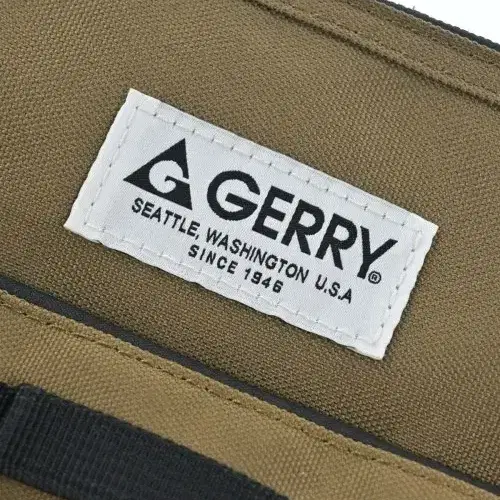 GERRY®
SEATTLE, WASHINGTON U.S.A
SINCE 1946